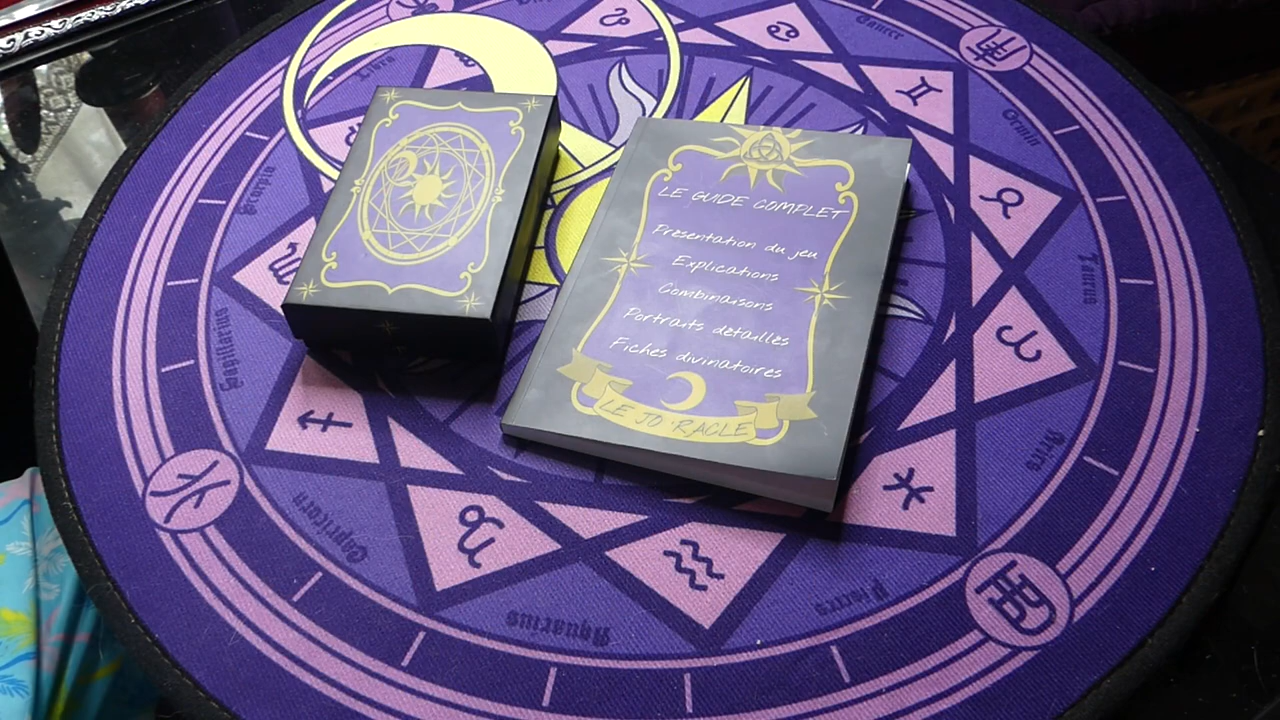 LE GUIDE COMPLET
Présentation du jeu
Explications
Combinaisons
Portraits détaillés
Fiches divinatoires
LE JO'RACLE
Cancer
Gemini
Taurus
Aries
Pisces
Aquarius
Capricorn
Sagittarius
Scorpio
Libra